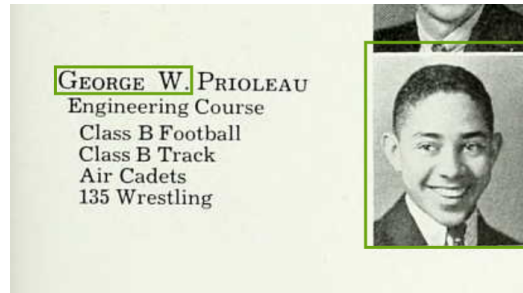 GEORGE W. PRIOLEAU
Engineering Course
Class B Football
Class B Track
Air Cadets
135 Wrestling